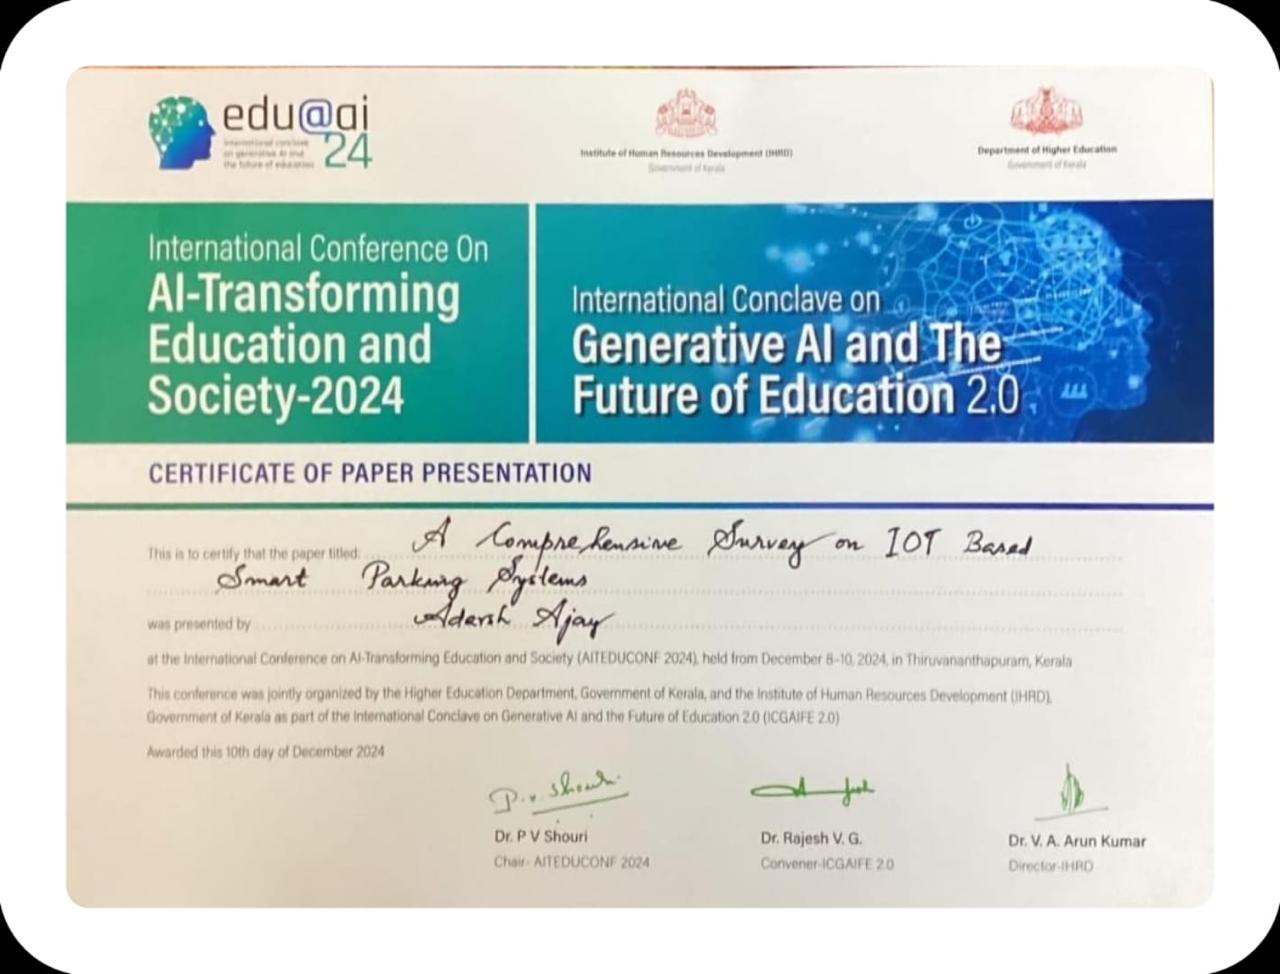 edu@ai
'24
international conclave
on generative AI and
the future of education
Institute of Human Resources Development (IHRD)
Government of Kerala
Department of Higher Education
Government of Kerala
International Conference On
AI-Transforming
Education and
Society-2024
International Conclave on
Generative AI and The
Future of Education 2.0
CERTIFICATE OF PAPER PRESENTATION
This is to certify that the paper titled: A Comprehensive Survey on IOT Based
Smart Parking Systems
was presented by Adarsh Ajay
at the International Conference on AI-Transforming Education and Society (AITEDUCONF 2024), held from December 8-10, 2024, in Thiruvananthapuram, Kerala
This conference was jointly organized by the Higher Education Department, Government of Kerala, and the Institute of Human Resources Development (IHRD),
Government of Kerala as part of the International Conclave on Generative AI and the Future of Education 2.0 (ICGAIFE 2.0)
Awarded this 10th day of December 2024
P.V. Shouri
Dr. P V Shouri
Chair- AITEDUCONF 2024
Dr. Rajesh V. G.
Convener-ICGAIFE 2.0
Dr. V. A. Arun Kumar
Director-IHRD